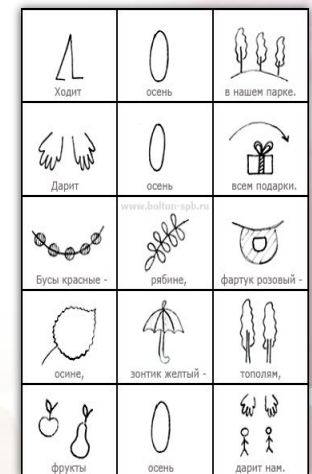 Ходит осень в нашем парке.
Дарит осень всем подарки.
www.boltun-spb.ru
Бусы красные - рябине, фартук розовый -
осине, зонтик желтый - тополям,
фрукты осень дарит нам.